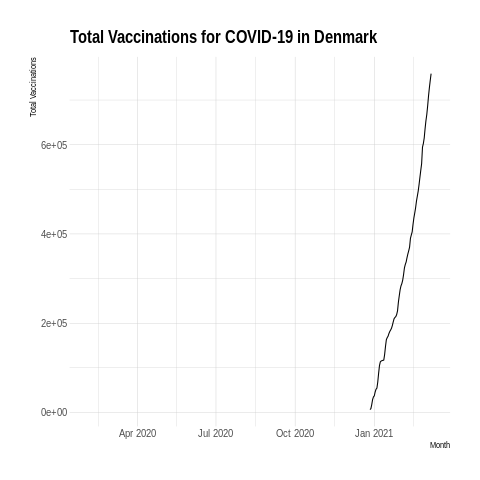 Total Vaccinations for COVID-19 in Denmark
Total Vaccinations
6e+05
4e+05
2e+05
0e+00
Apr 2020
Jul 2020
Oct 2020
Jan 2021
Month